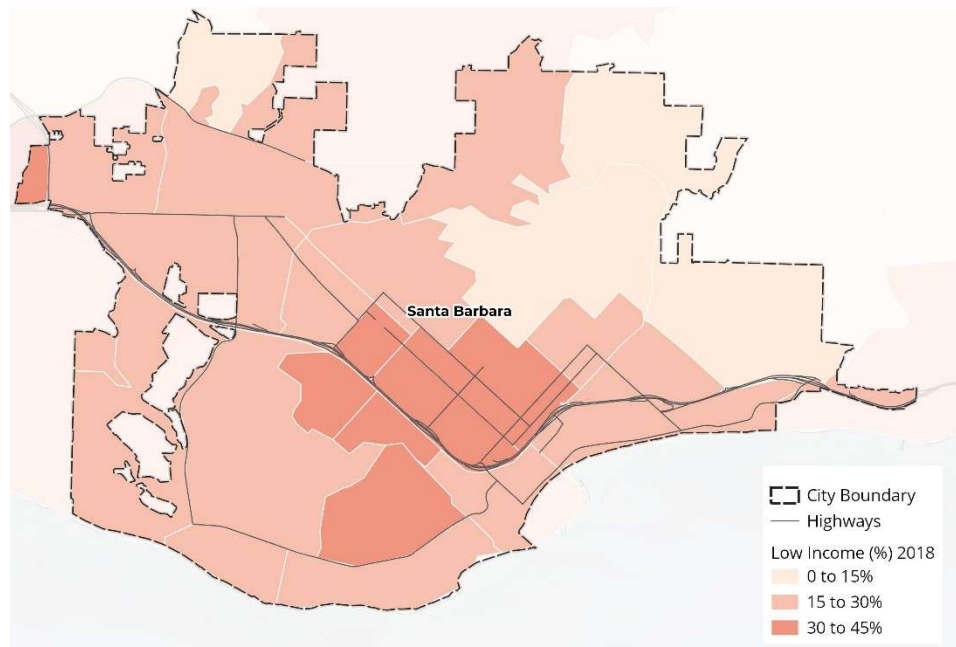 Santa Barbara
City Boundary
Highways
Low Income (%) 2018
0 to 15%
15 to 30%
30 to 45%